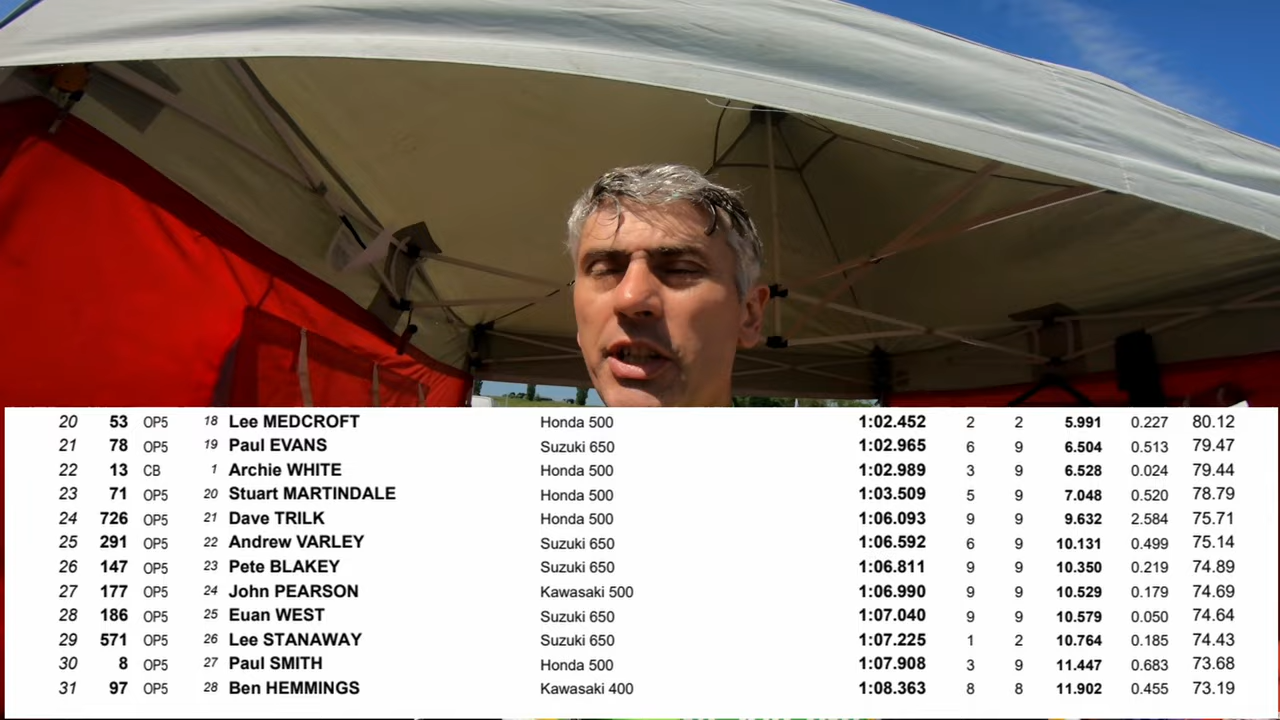 20 53 OP5 18 Lee MEDCROFT Honda 500 1:02.452 2 2 5.991 0.227 80.12
21 78 OP5 19 Paul EVANS Suzuki 650 1:02.965 6 9 6.504 0.513 79.47
22 13 CB 1 Archie WHITE Honda 500 1:02.989 3 9 6.528 0.024 79.44
23 71 OP5 20 Stuart MARTINDALE Honda 500 1:03.509 5 9 7.048 0.520 78.79
24 726 OP5 21 Dave TRILK Honda 500 1:06.093 9 9 9.632 2.584 75.71
25 291 OP5 22 Andrew VARLEY Suzuki 650 1:06.592 6 9 10.131 0.499 75.14
26 147 OP5 23 Pete BLAKEY Suzuki 650 1:06.811 9 9 10.350 0.219 74.89
27 177 OP5 24 John PEARSON Kawasaki 500 1:06.990 9 9 10.529 0.179 74.69
28 186 OP5 25 Euan WEST Suzuki 650 1:07.040 9 9 10.579 0.050 74.64
29 571 OP5 26 Lee STANAWAY Suzuki 650 1:07.225 1 2 10.764 0.185 74.43
30 8 OP5 27 Paul SMITH Honda 500 1:07.908 3 9 11.447 0.683 73.68
31 97 OP5 28 Ben HEMMINGS Kawasaki 400 1:08.363 8 8 11.902 0.455 73.19